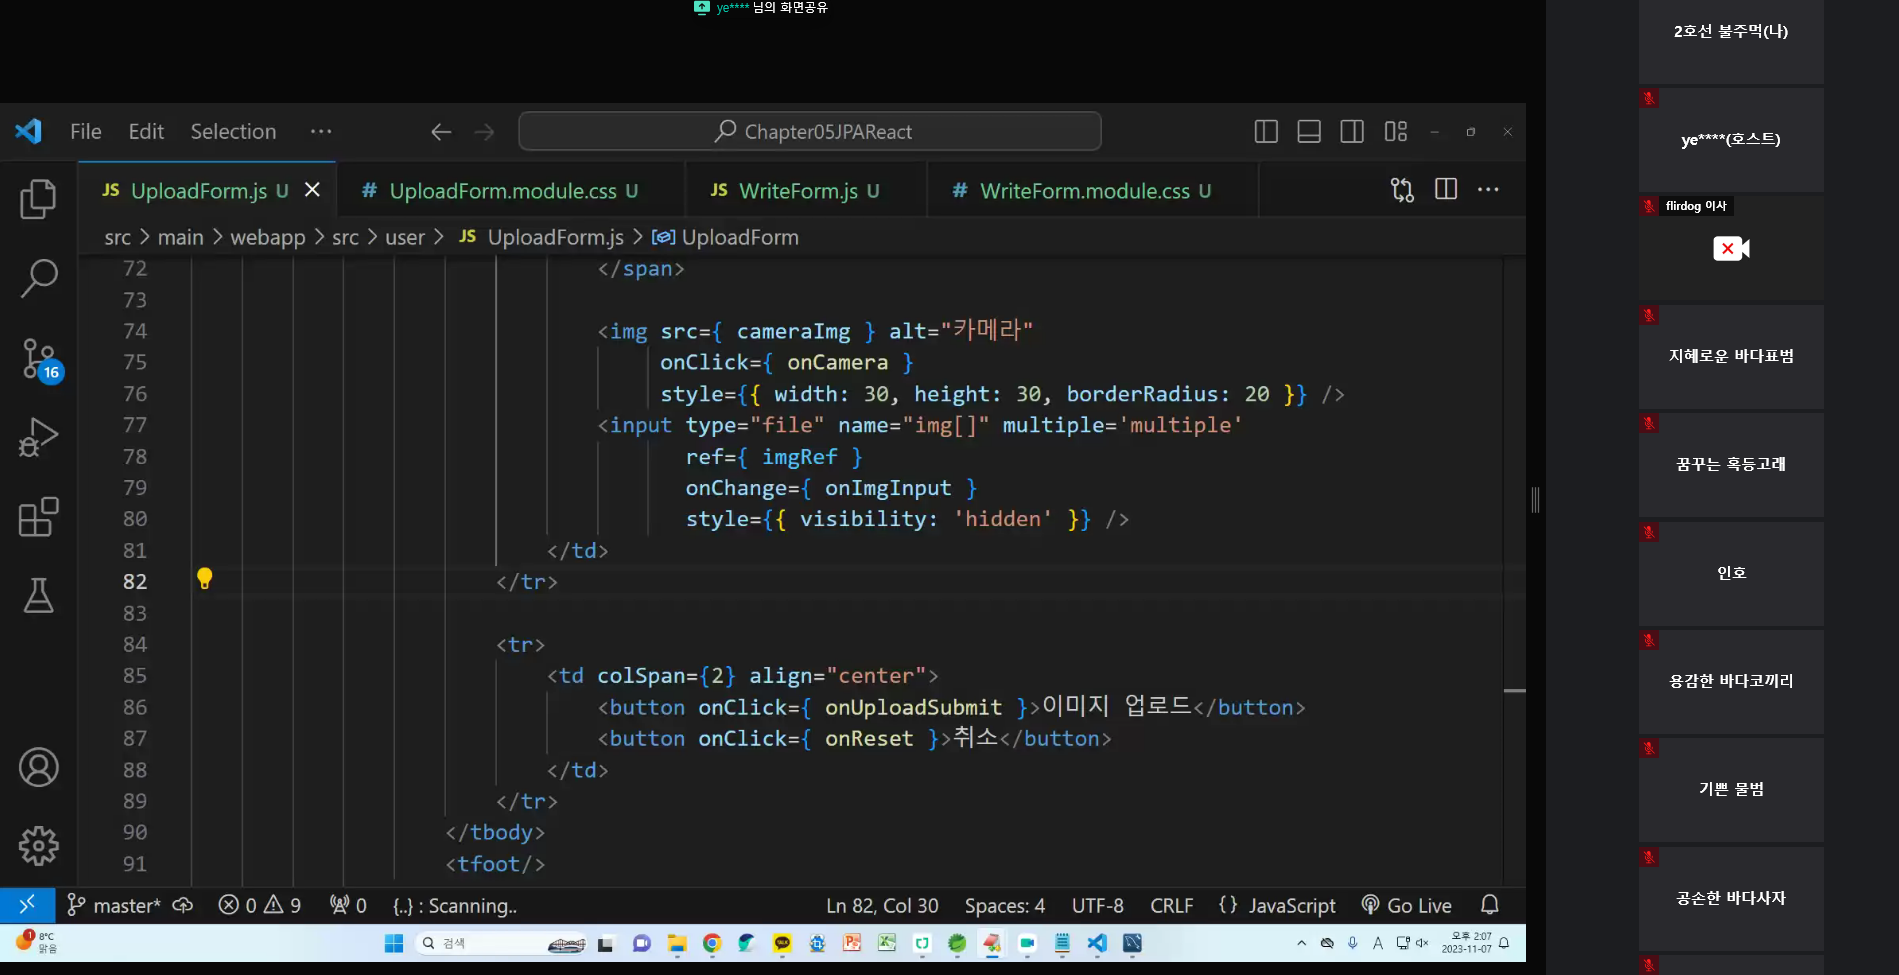 ye**** 님의 화면공유
File Edit Selection ···
Chapter05JPAReact
JS UploadForm.js U
# UploadForm.module.css U
JS WriteForm.js U
# WriteForm.module.css U
src > main > webapp > src > user > JS UploadForm.js > UploadForm
72 </span>
73
74 <img src={ cameraImg } alt="카메라"
75 onClick={ onCamera }
76 style={{ width: 30, height: 30, borderRadius: 20 }} />
77 <input type="file" name="img[]" multiple='multiple'
78 ref={ imgRef }
79 onChange={ onImgInput }
80 style={{ visibility: 'hidden' }} />
81 </td>
82 </tr>
83
84 <tr>
85 <td colSpan={2} align="center">
86 <button onClick={ onUploadSubmit }>이미지 업로드</button>
87 <button onClick={ onReset }>취소</button>
88 </td>
89 </tr>
90 </tbody>
91 <tfoot/>
16
master* 0 9 0 {..} : Scanning.. Ln 82, Col 30 Spaces: 4 UTF-8 CRLF {} JavaScript Go Live
1
8°C
맑음
검색
A
오후 2:07
2023-11-07
2호선 불주먹(나)
ye****(호스트)
flirdog 이사
지혜로운 바다표범
꿈꾸는 혹등고래
인호
용감한 바다코끼리
기쁜 물범
공손한 바다사자